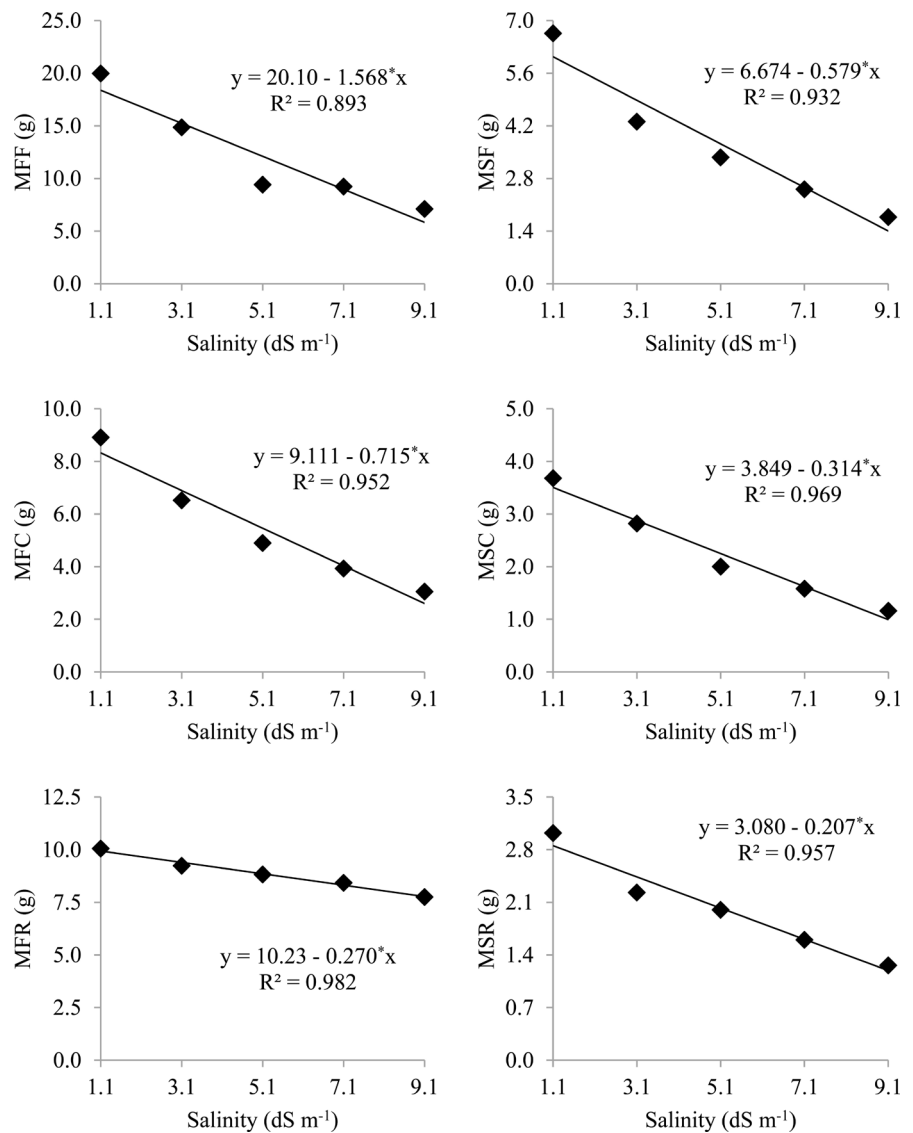 25.0
20.0
15.0
10.0
5.0
0.0
MFF (g)
y = 20.10 - 1.568*x
R² = 0.893
1.1 3.1 5.1 7.1 9.1
Salinity (dS m⁻¹)
7.0
5.6
4.2
2.8
1.4
0.0
MSF (g)
y = 6.674 - 0.579*x
R² = 0.932
1.1 3.1 5.1 7.1 9.1
Salinity (dS m⁻¹)
10.0
8.0
6.0
4.0
2.0
0.0
MFC (g)
y = 9.111 - 0.715*x
R² = 0.952
1.1 3.1 5.1 7.1 9.1
Salinity (dS m⁻¹)
5.0
4.0
3.0
2.0
1.0
0.0
MSC (g)
y = 3.849 - 0.314*x
R² = 0.969
1.1 3.1 5.1 7.1 9.1
Salinity (dS m⁻¹)
12.5
10.0
7.5
5.0
2.5
0.0
MFR (g)
y = 10.23 - 0.270*x
R² = 0.982
1.1 3.1 5.1 7.1 9.1
Salinity (dS m⁻¹)
3.5
2.8
2.1
1.4
0.7
0.0
MSR (g)
y = 3.080 - 0.207*x
R² = 0.957
1.1 3.1 5.1 7.1 9.1
Salinity (dS m⁻¹)